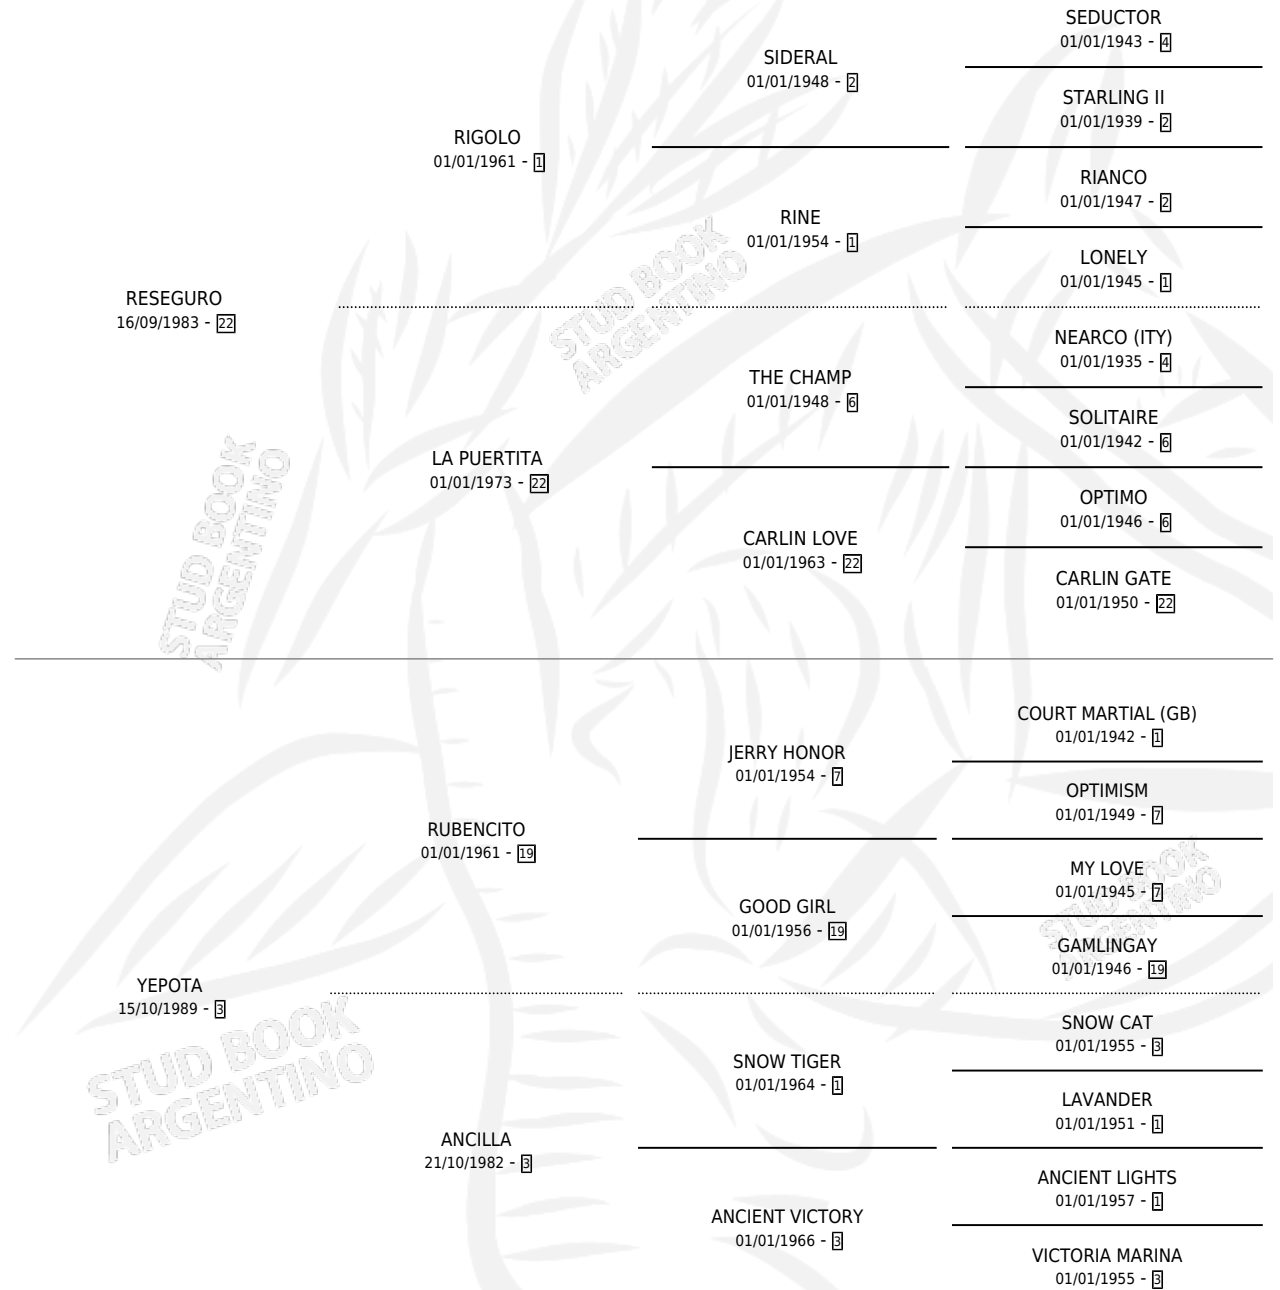 SEDUCTOR
01/01/1943 - 4
SIDERAL
01/01/1948 - 2
STARLING II
01/01/1939 - 2
RIGOLO
01/01/1961 - 1
RIANCO
01/01/1947 - 2
RINE
01/01/1954 - 1
LONELY
01/01/1945 - 1
RESEGURO
16/09/1983 - 22
NEARCO (ITY)
01/01/1935 - 4
THE CHAMP
01/01/1948 - 6
SOLITAIRE
01/01/1942 - 6
LA PUERTITA
01/01/1973 - 22
OPTIMO
01/01/1946 - 6
CARLIN LOVE
01/01/1963 - 22
CARLIN GATE
01/01/1950 - 22
COURT MARTIAL (GB)
01/01/1942 - 1
JERRY HONOR
01/01/1954 - 7
OPTIMISM
01/01/1949 - 7
RUBENCITO
01/01/1961 - 19
MY LOVE
01/01/1945 - 7
GOOD GIRL
01/01/1956 - 19
GAMLINGAY
01/01/1946 - 19
YEPOTA
15/10/1989 - 3
SNOW CAT
01/01/1955 - 3
SNOW TIGER
01/01/1964 - 1
LAVANDER
01/01/1951 - 1
ANCILLA
21/10/1982 - 3
ANCIENT LIGHTS
01/01/1957 - 1
ANCIENT VICTORY
01/01/1966 - 3
VICTORIA MARINA
01/01/1955 - 3
STUD BOOK
ARGENTINO
STUD BOOK
ARGENTINO
STUD BOOK
ARGENTINO
STUD BOOK
ARGENTINO